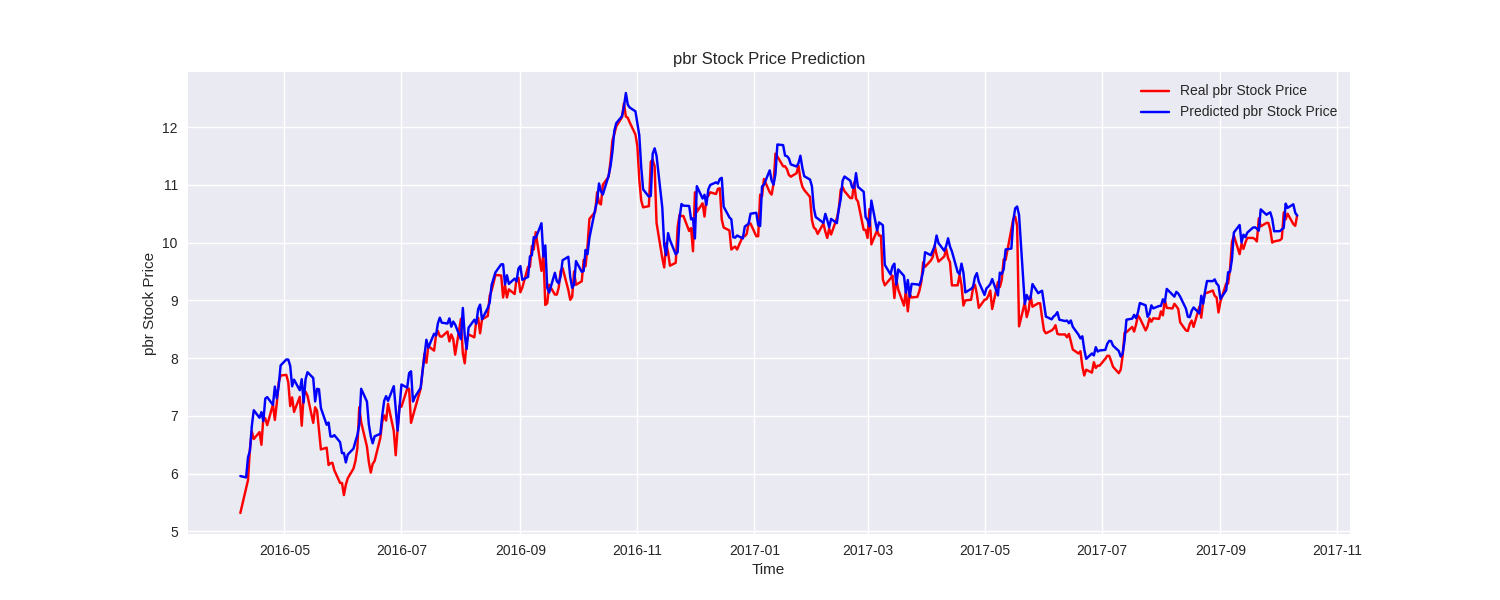 pbr Stock Price Prediction
Real pbr Stock Price
Predicted pbr Stock Price
12
11
10
9
8
7
6
5
pbr Stock Price
2016-05 2016-07 2016-09 2016-11 2017-01 2017-03 2017-05 2017-07 2017-09 2017-11
Time